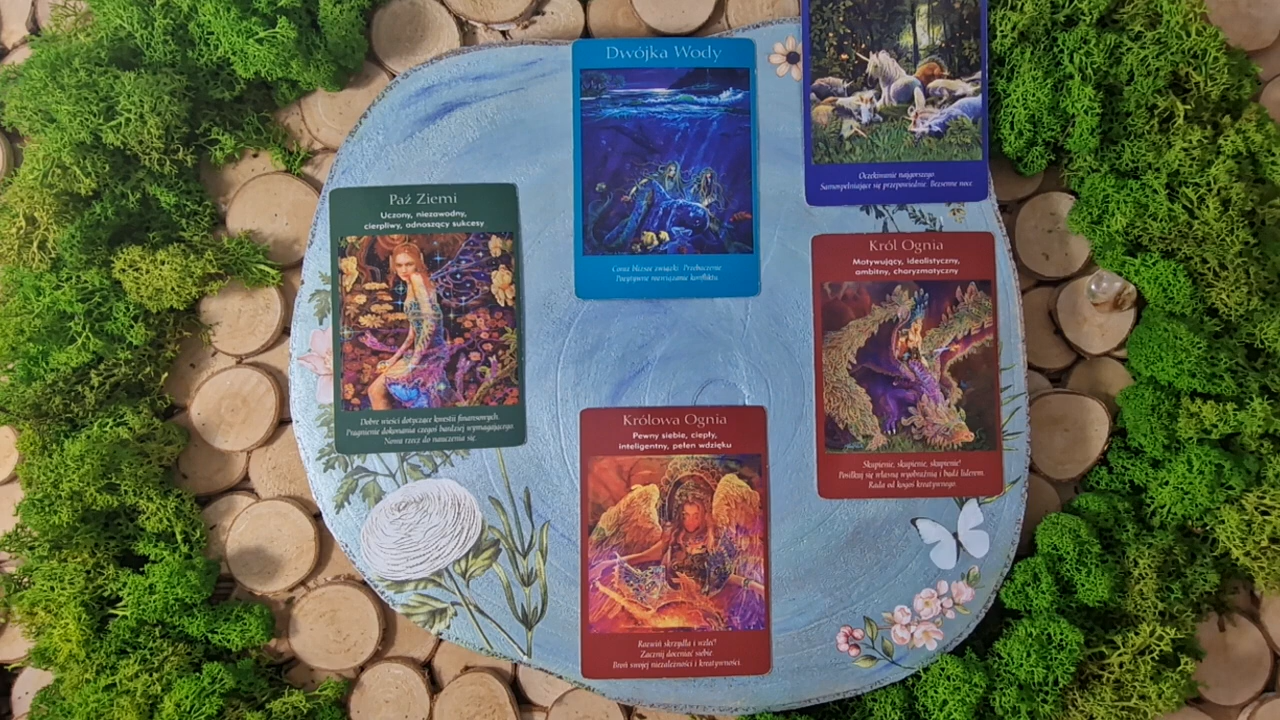 Dwójka Wody
Coraz bliższe związki. Przebaczenie.
Pozytywne rozwiązanie konfliktu.
Oczekiwanie najgorszego.
Samospełniające się przepowiednie. Bezsenne noce.
Paź Ziemi
Uczony, niezawodny,
cierpliwy, odnoszący sukcesy
Dobre wieści dotyczące kwestii finansowych.
Pragnienie dokonania czegoś bardziej wymagającego.
Nowa rzecz do nauczenia się.
Król Ognia
Motywujący, idealistyczny,
ambitny, charyzmatyczny
Skupienie, skupienie, skupienie!
Posłuż się własną wyobraźnią i bądź liderem.
Rada od kogoś kreatywnego.
Królowa Ognia
Pewny siebie, ciepły,
inteligentny, pełen wdzięku
Rozwiń skrzydła i wzleć!
Zacznij doceniać siebie.
Broń swojej niezależności i kreatywności.